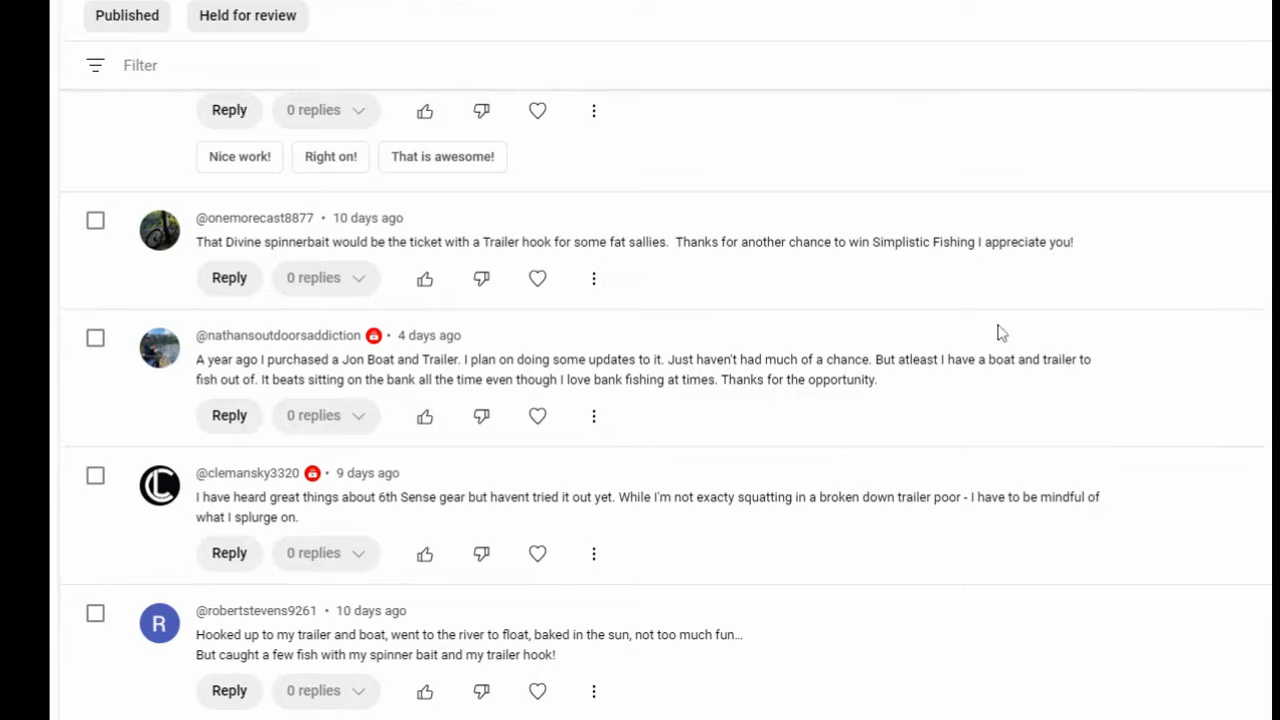 Published Held for review
Filter
Reply 0 replies
Nice work! Right on! That is awesome!
@onemorecast8877 • 10 days ago
That Divine spinnerbait would be the ticket with a Trailer hook for some fat sallies. Thanks for another chance to win Simplistic Fishing I appreciate you!
Reply 0 replies
@nathansoutdoorsaddiction • 4 days ago
A year ago I purchased a Jon Boat and Trailer. I plan on doing some updates to it. Just haven't had much of a chance. But atleast I have a boat and trailer to
fish out of. It beats sitting on the bank all the time even though I love bank fishing at times. Thanks for the opportunity.
Reply 0 replies
@clemansky3320 • 9 days ago
I have heard great things about 6th Sense gear but havent tried it out yet. While I'm not exacty squatting in a broken down trailer poor - I have to be mindful of
what I splurge on.
Reply 0 replies
R
@robertstevens9261 • 10 days ago
Hooked up to my trailer and boat, went to the river to float, baked in the sun, not too much fun...
But caught a few fish with my spinner bait and my trailer hook!
Reply 0 replies